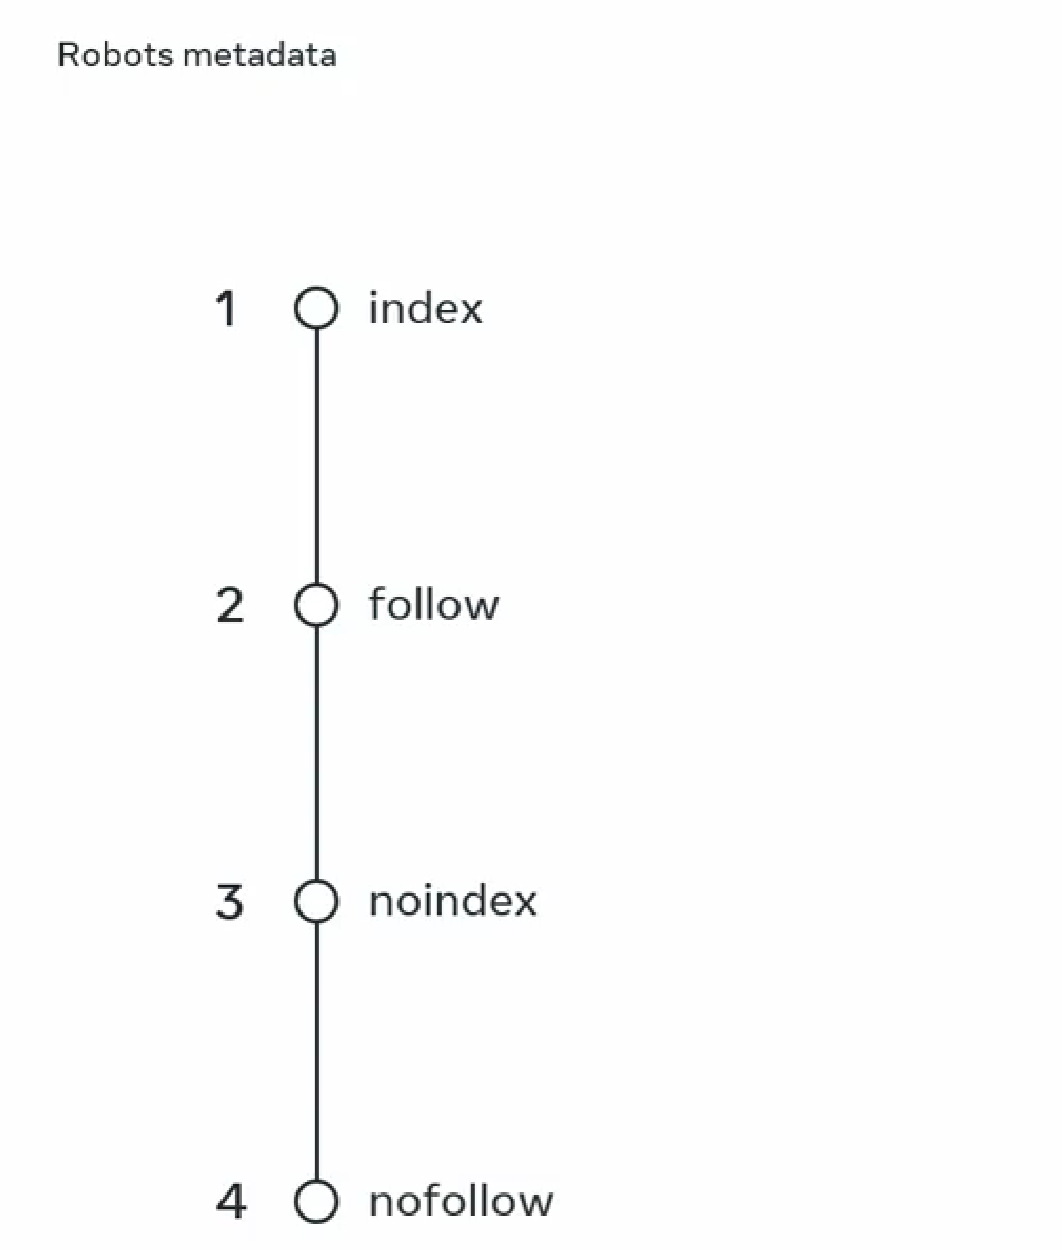 Robots metadata
1 index
2 follow
3 noindex
4 nofollow